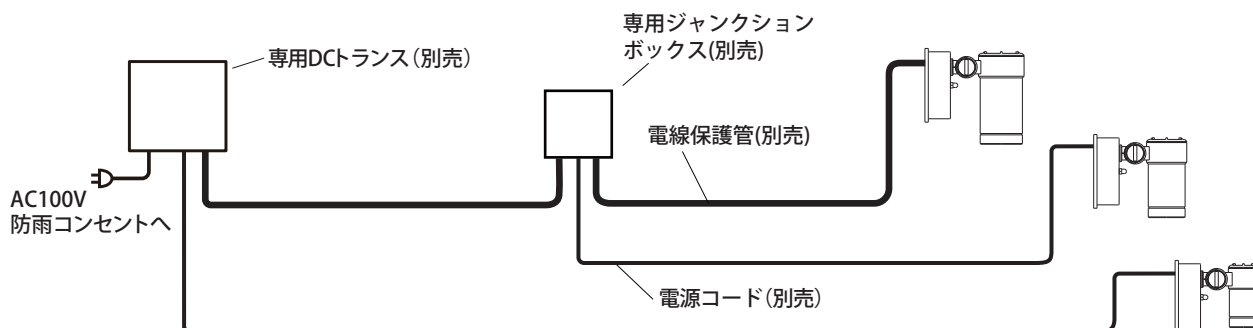 専用ジャンクション
ボックス(別売)
専用DCトランス（別売）
電線保護管(別売)
AC100V
防雨コンセントへ
電源コード（別売）